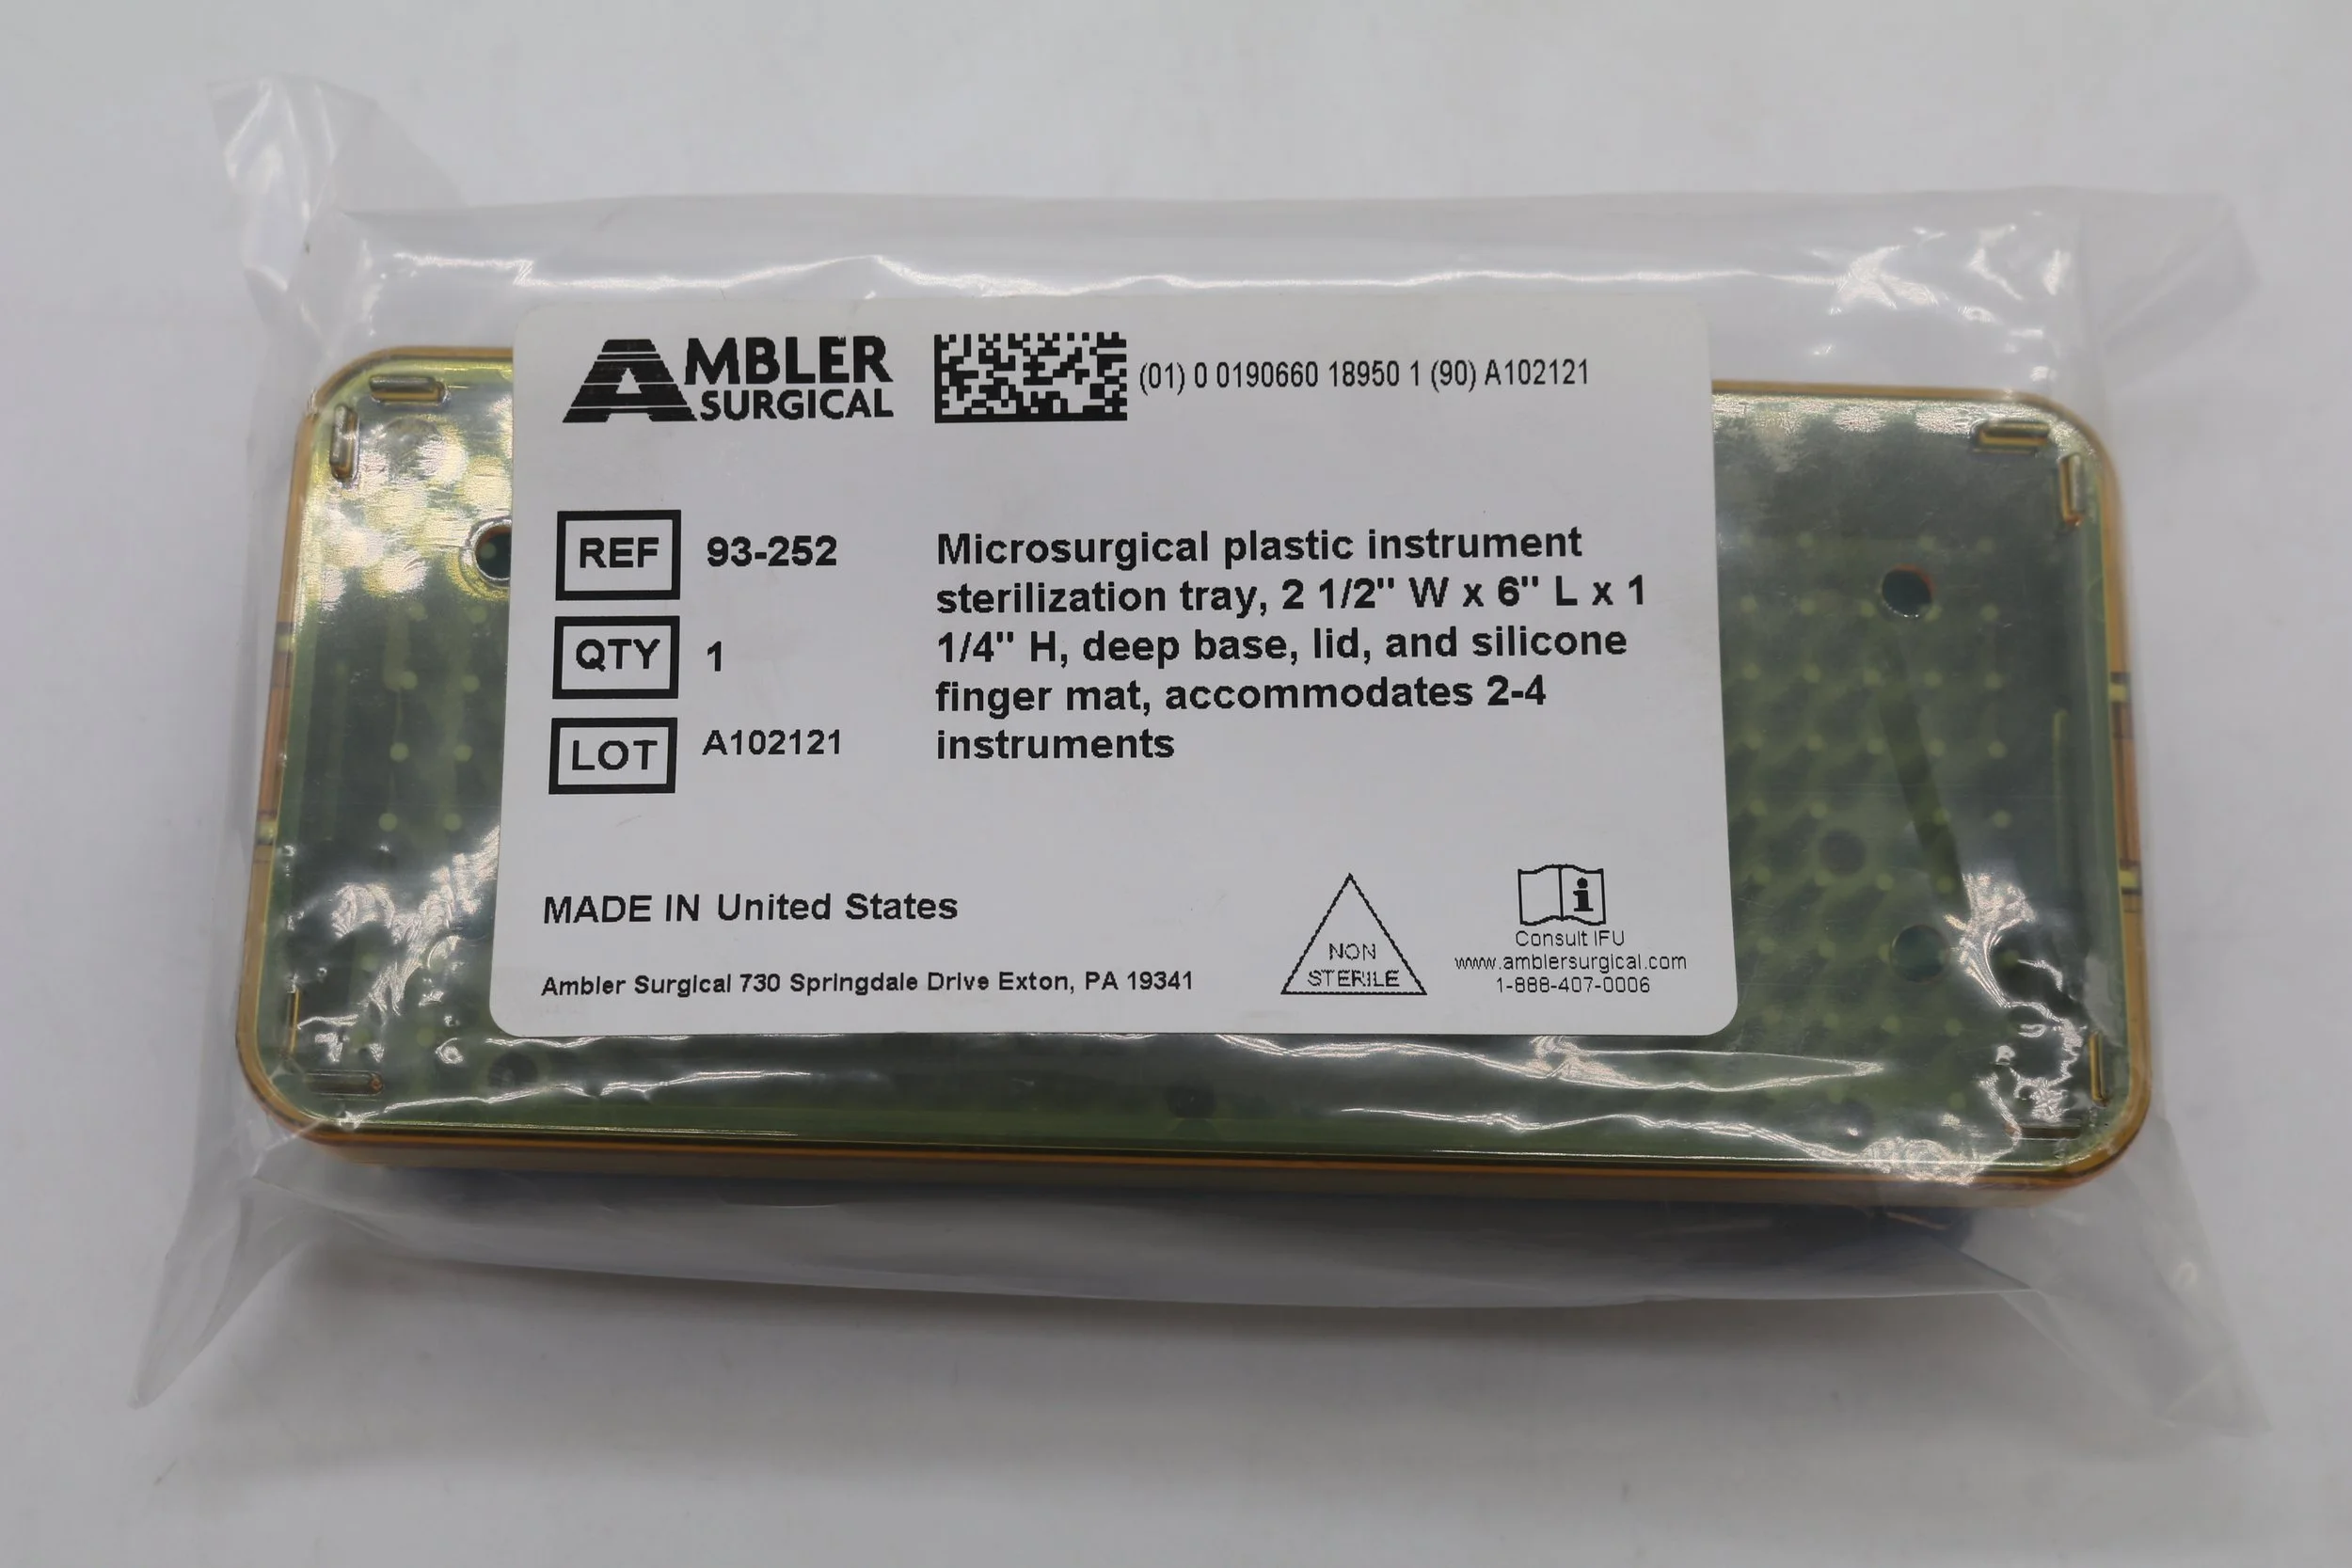 AMBLER
SURGICAL
(01) 0 0190660 18950 1 (90) A102121
REF 93-252
QTY 1
LOT A102121
Microsurgical plastic instrument
sterilization tray, 2 1/2" W x 6" L x 1
1/4" H, deep base, lid, and silicone
finger mat, accommodates 2-4
instruments
MADE IN United States
Ambler Surgical 730 Springdale Drive Exton, PA 19341
NON
STERILE
Consult IFU
www.amblersurgical.com
1-888-407-0006